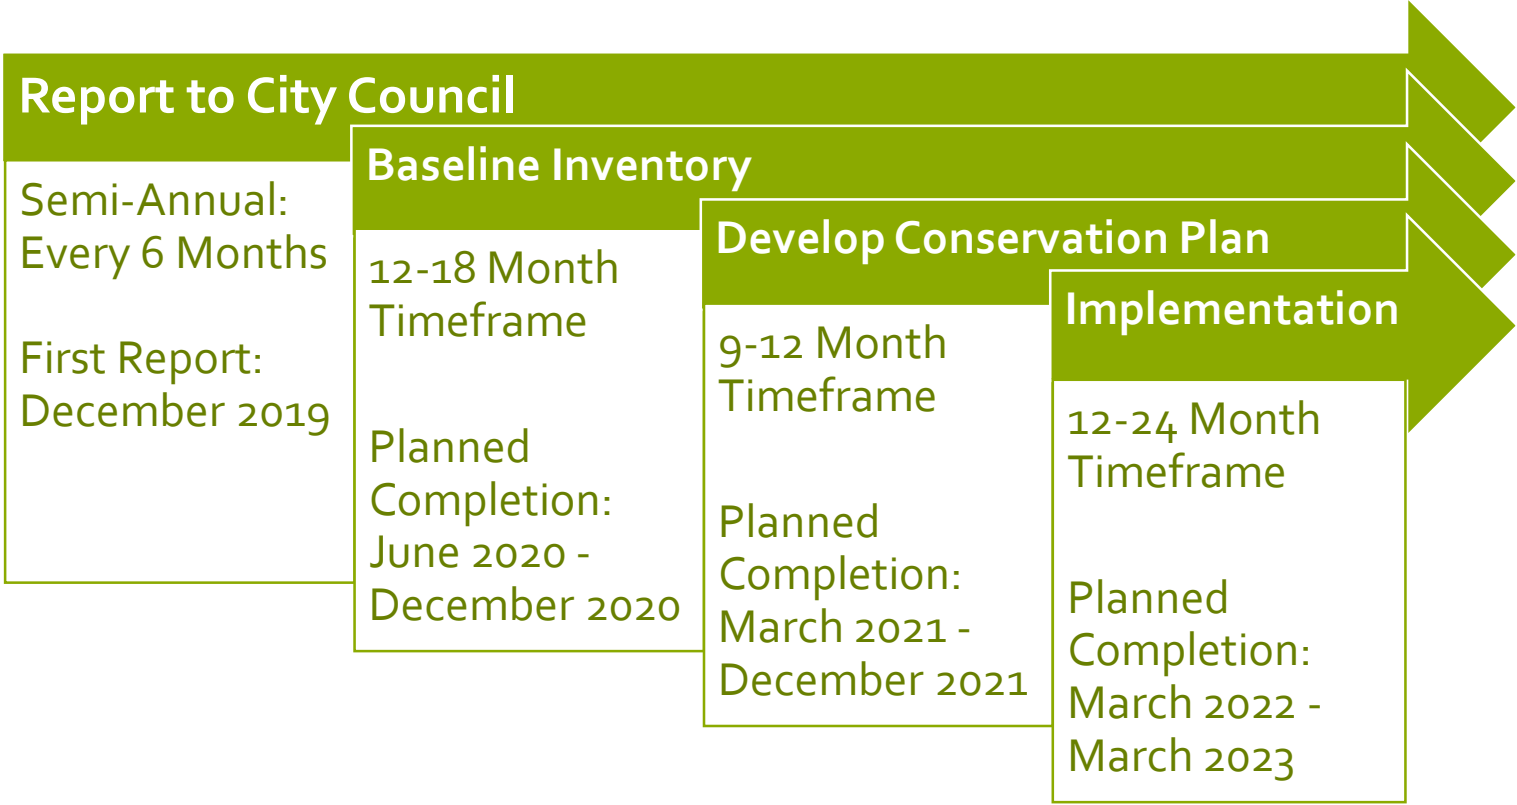 Report to City Council
Semi-Annual:
Every 6 Months
First Report:
December 2019
Baseline Inventory
12-18 Month
Timeframe
Planned
Completion:
June 2020 -
December 2020
Develop Conservation Plan
9-12 Month
Timeframe
Planned
Completion:
March 2021 -
December 2021
Implementation
12-24 Month
Timeframe
Planned
Completion:
March 2022 -
March 2023